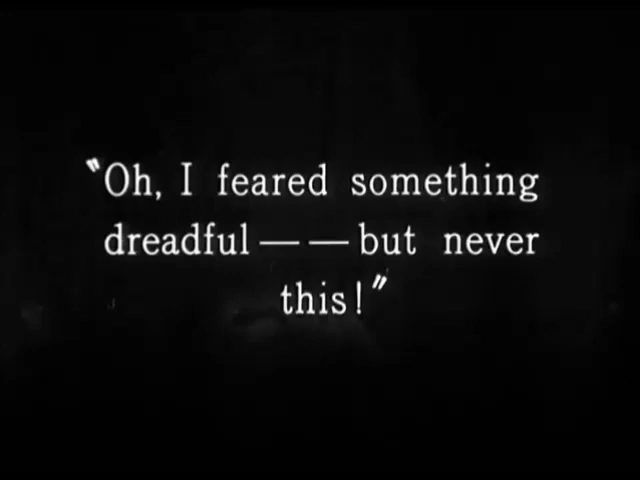 "Oh, I feared something
dreadful — — but never
this!"